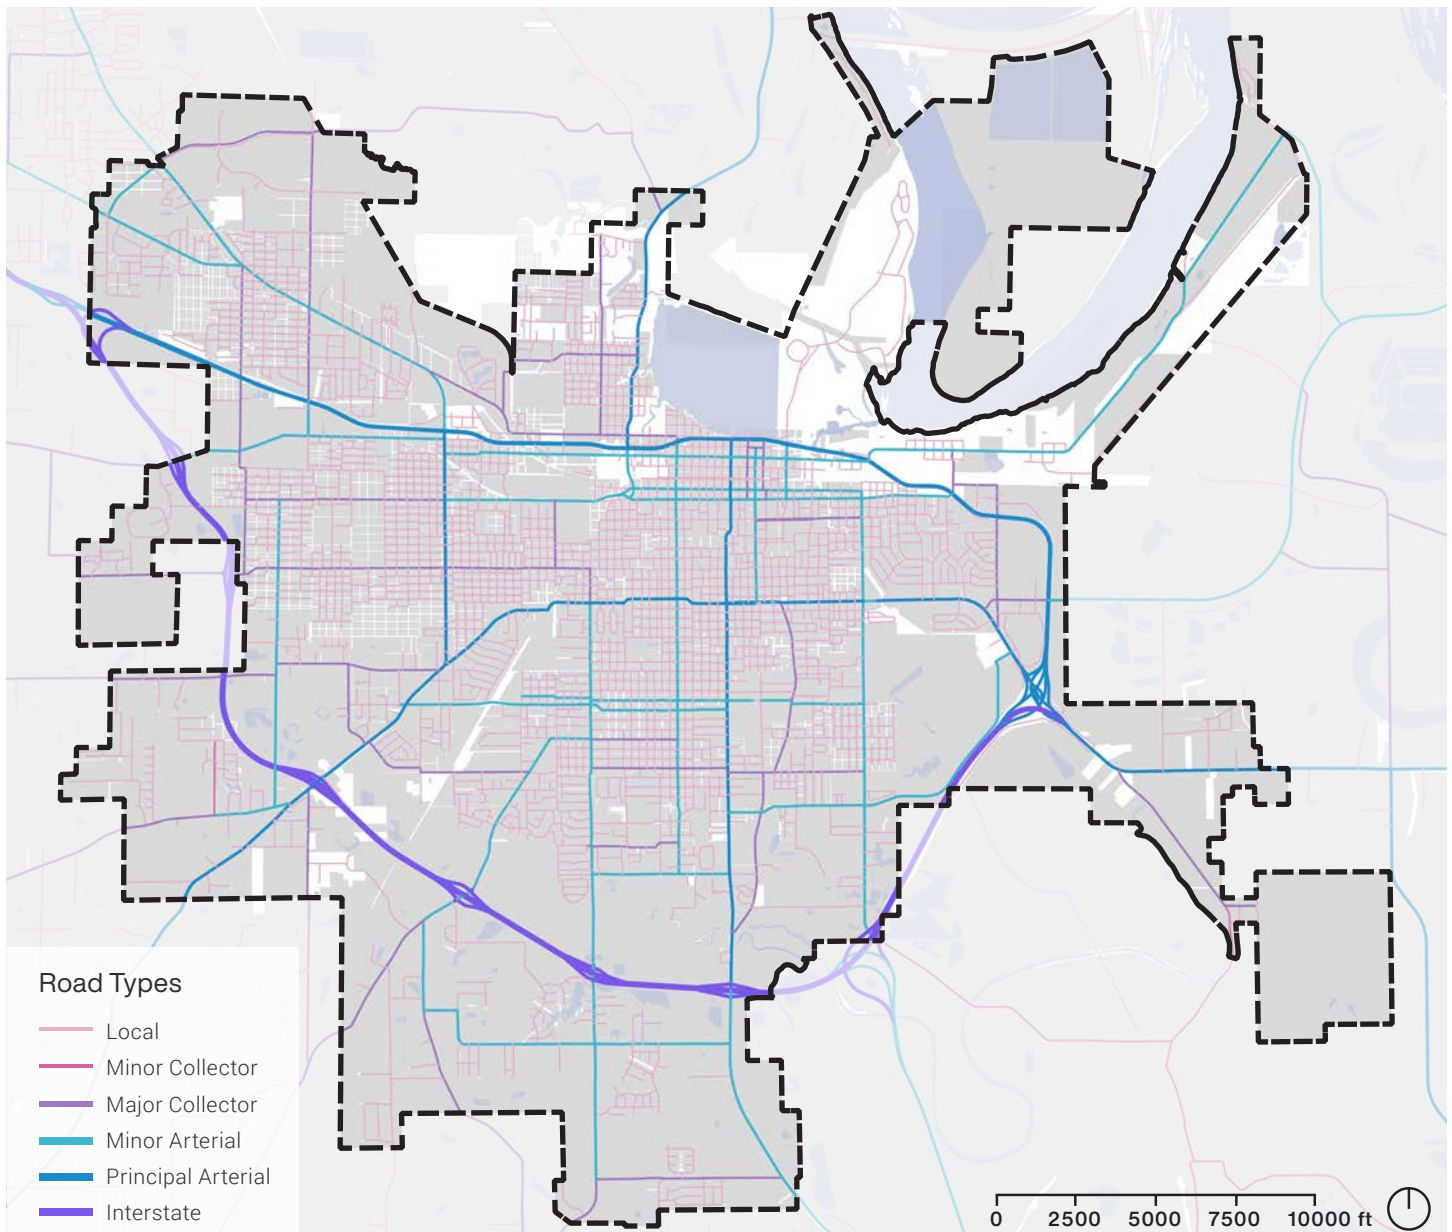 Road Types
Local
Minor Collector
Major Collector
Minor Arterial
Principal Arterial
Interstate
0 2500 5000 7500 10000 ft